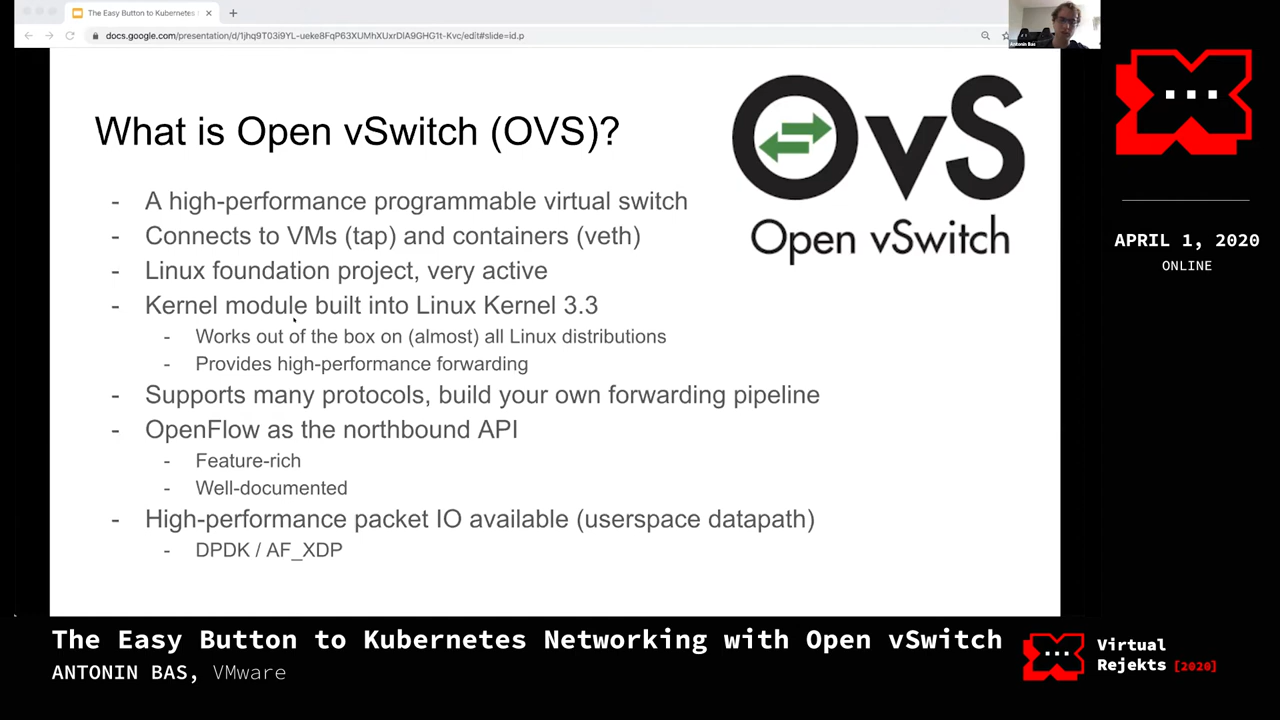 The Easy Button to Kubernetes
docs.google.com/presentation/d/1jhq9T03i9YL-ueke8FqP63XUMhXUxrDIA9GHG1t-Kvc/edit#slide=id.p
Antonin Bas
What is Open vSwitch (OVS)?
OvS
Open vSwitch
- A high-performance programmable virtual switch
- Connects to VMs (tap) and containers (veth)
- Linux foundation project, very active
- Kernel module built into Linux Kernel 3.3
- Works out of the box on (almost) all Linux distributions
- Provides high-performance forwarding
- Supports many protocols, build your own forwarding pipeline
- OpenFlow as the northbound API
- Feature-rich
- Well-documented
- High-performance packet IO available (userspace datapath)
- DPDK / AF_XDP
APRIL 1, 2020
ONLINE
The Easy Button to Kubernetes Networking with Open vSwitch
ANTONIN BAS, VMware
Virtual
Rejekts [2020]